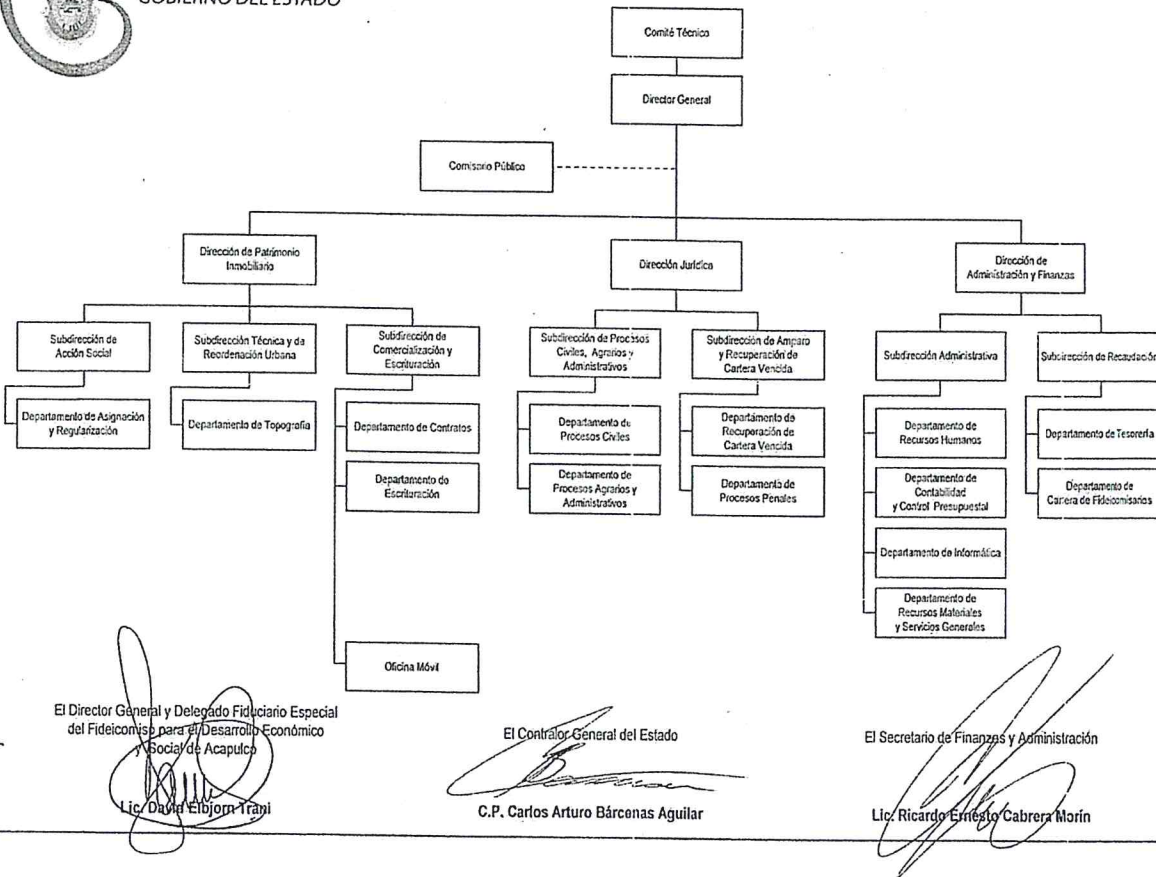 GOBIERNO DEL ESTADO
Comité Técnico
Director General
Comisario Público
Dirección de Patrimonio
Inmobiliario
Dirección Jurídica
Dirección de
Administración y Finanzas
Subdirección de
Acción Social
Subdirección Técnica y de
Reordenación Urbana
Subdirección de
Comercialización y
Escrituración
Subdirección de Procesos
Civiles, Agrarios y
Administrativos
Subdirección de Amparo
y Recuperación de
Cartera Vencida
Subdirección Administrativa
Subdirección de Recaudación
Departamento de Asignación
y Regularización
Departamento de Topografía
Departamento de Contratos
Departamento de
Escrituración
Oficina Móvil
Departamento de
Procesos Civiles
Departamento de
Procesos Agrarios y
Administrativos
Departamento de
Recuperación de
Cartera Vencida
Departamento de
Procesos Penales
Departamento de
Recursos Humanos
Departamento de
Contabilidad
y Control Presupuestal
Departamento de Informática
Departamento de
Recursos Materiales
y Servicios Generales
Departamento de Tesorería
Departamento de
Cartera de Fideicomisarios
El Director General y Delegado Fiduciario Especial
del Fideicomiso para el Desarrollo Económico
y Social de Acapulco
Lic. David Elbjorn Trani
El Contralor General del Estado
C.P. Carlos Arturo Bárcenas Aguilar
El Secretario de Finanzas y Administración
Lic. Ricardo Ernesto Cabrera Morín